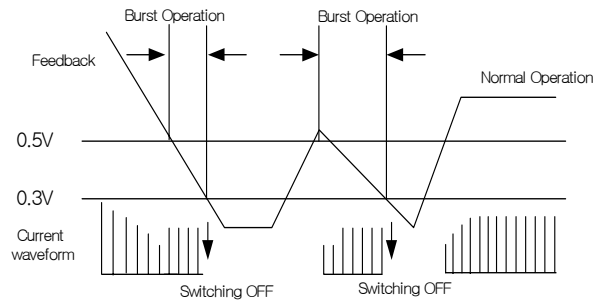 Burst Operation
Burst Operation
Feedback
Normal Operation
0.5V
0.3V
Current
waveform
Switching OFF
Switching OFF